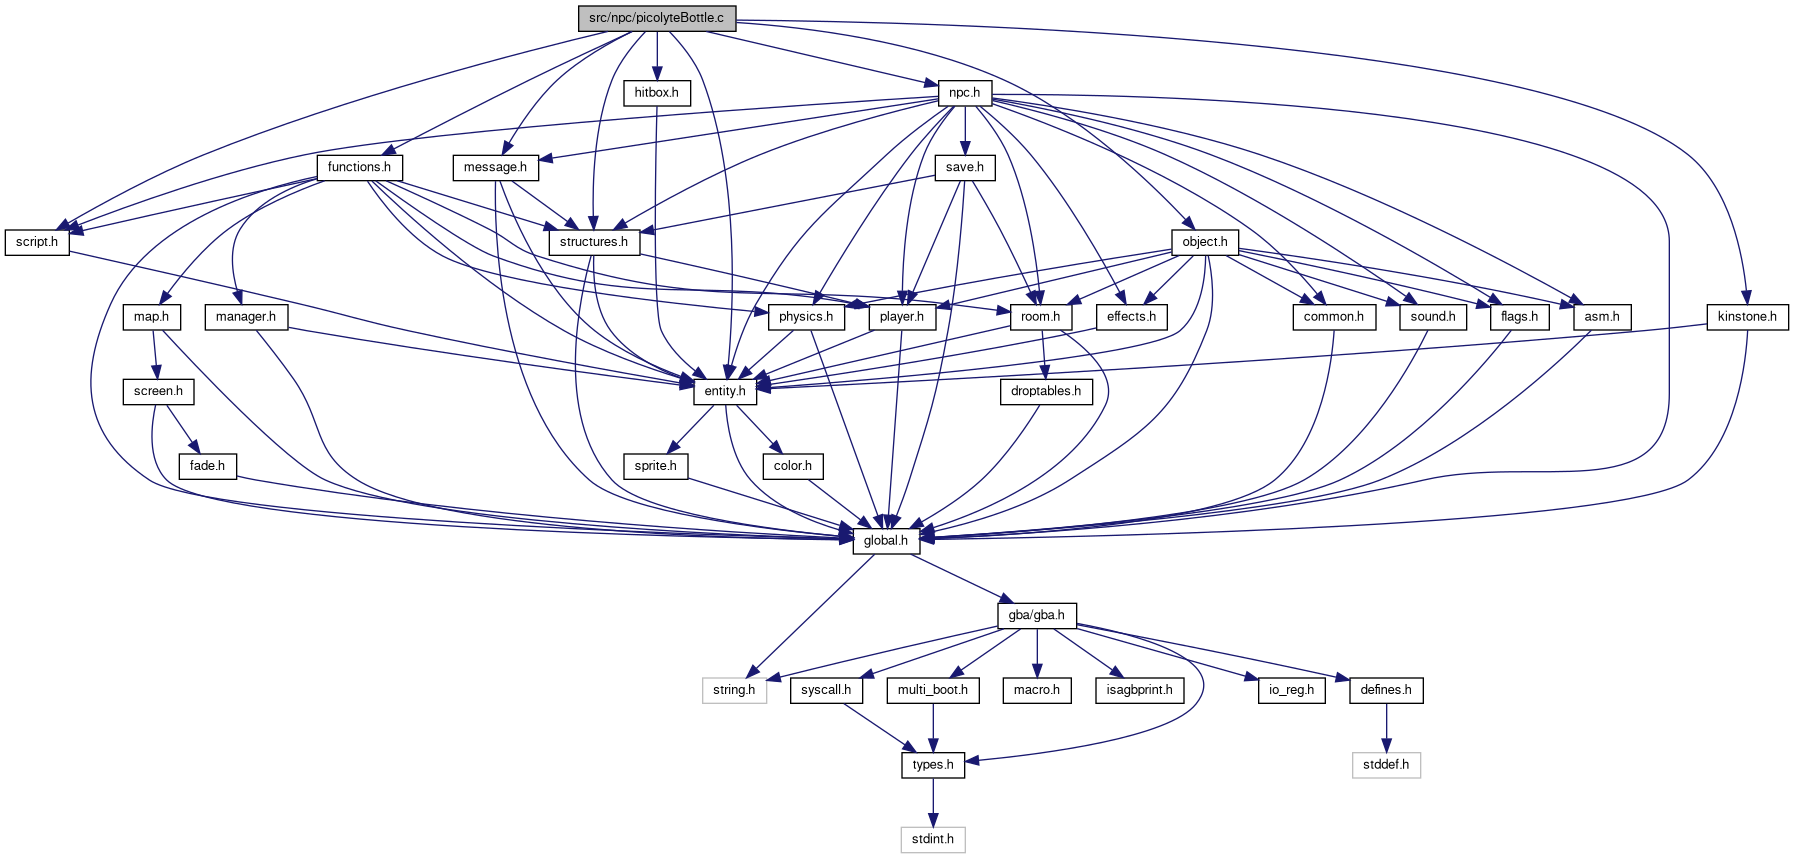 src/npc/picolyteBottle.c
hitbox.h
npc.h
functions.h
message.h
save.h
script.h
structures.h
object.h
map.h
manager.h
physics.h
player.h
room.h
effects.h
common.h
sound.h
flags.h
asm.h
kinstone.h
screen.h
entity.h
droptables.h
fade.h
sprite.h
color.h
global.h
gba/gba.h
string.h
syscall.h
multi_boot.h
macro.h
isagbprint.h
io_reg.h
defines.h
types.h
stddef.h
stdint.h